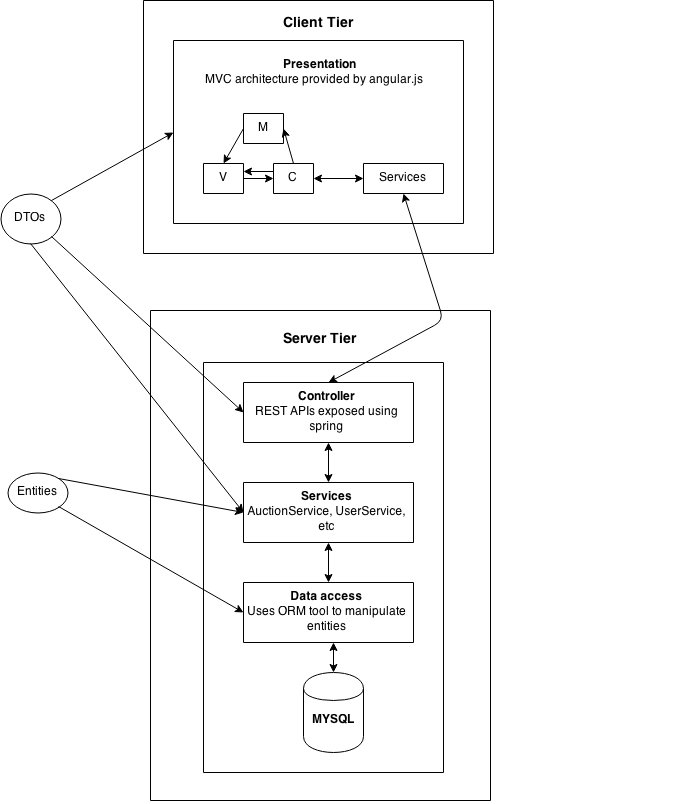 Client Tier
Presentation
MVC architecture provided by angular.js
M
V
C
Services
DTOs
Server Tier
Controller
REST APIs exposed using
spring
Entities
Services
AuctionService, UserService,
etc
Data access
Uses ORM tool to manipulate
entities
MYSQL